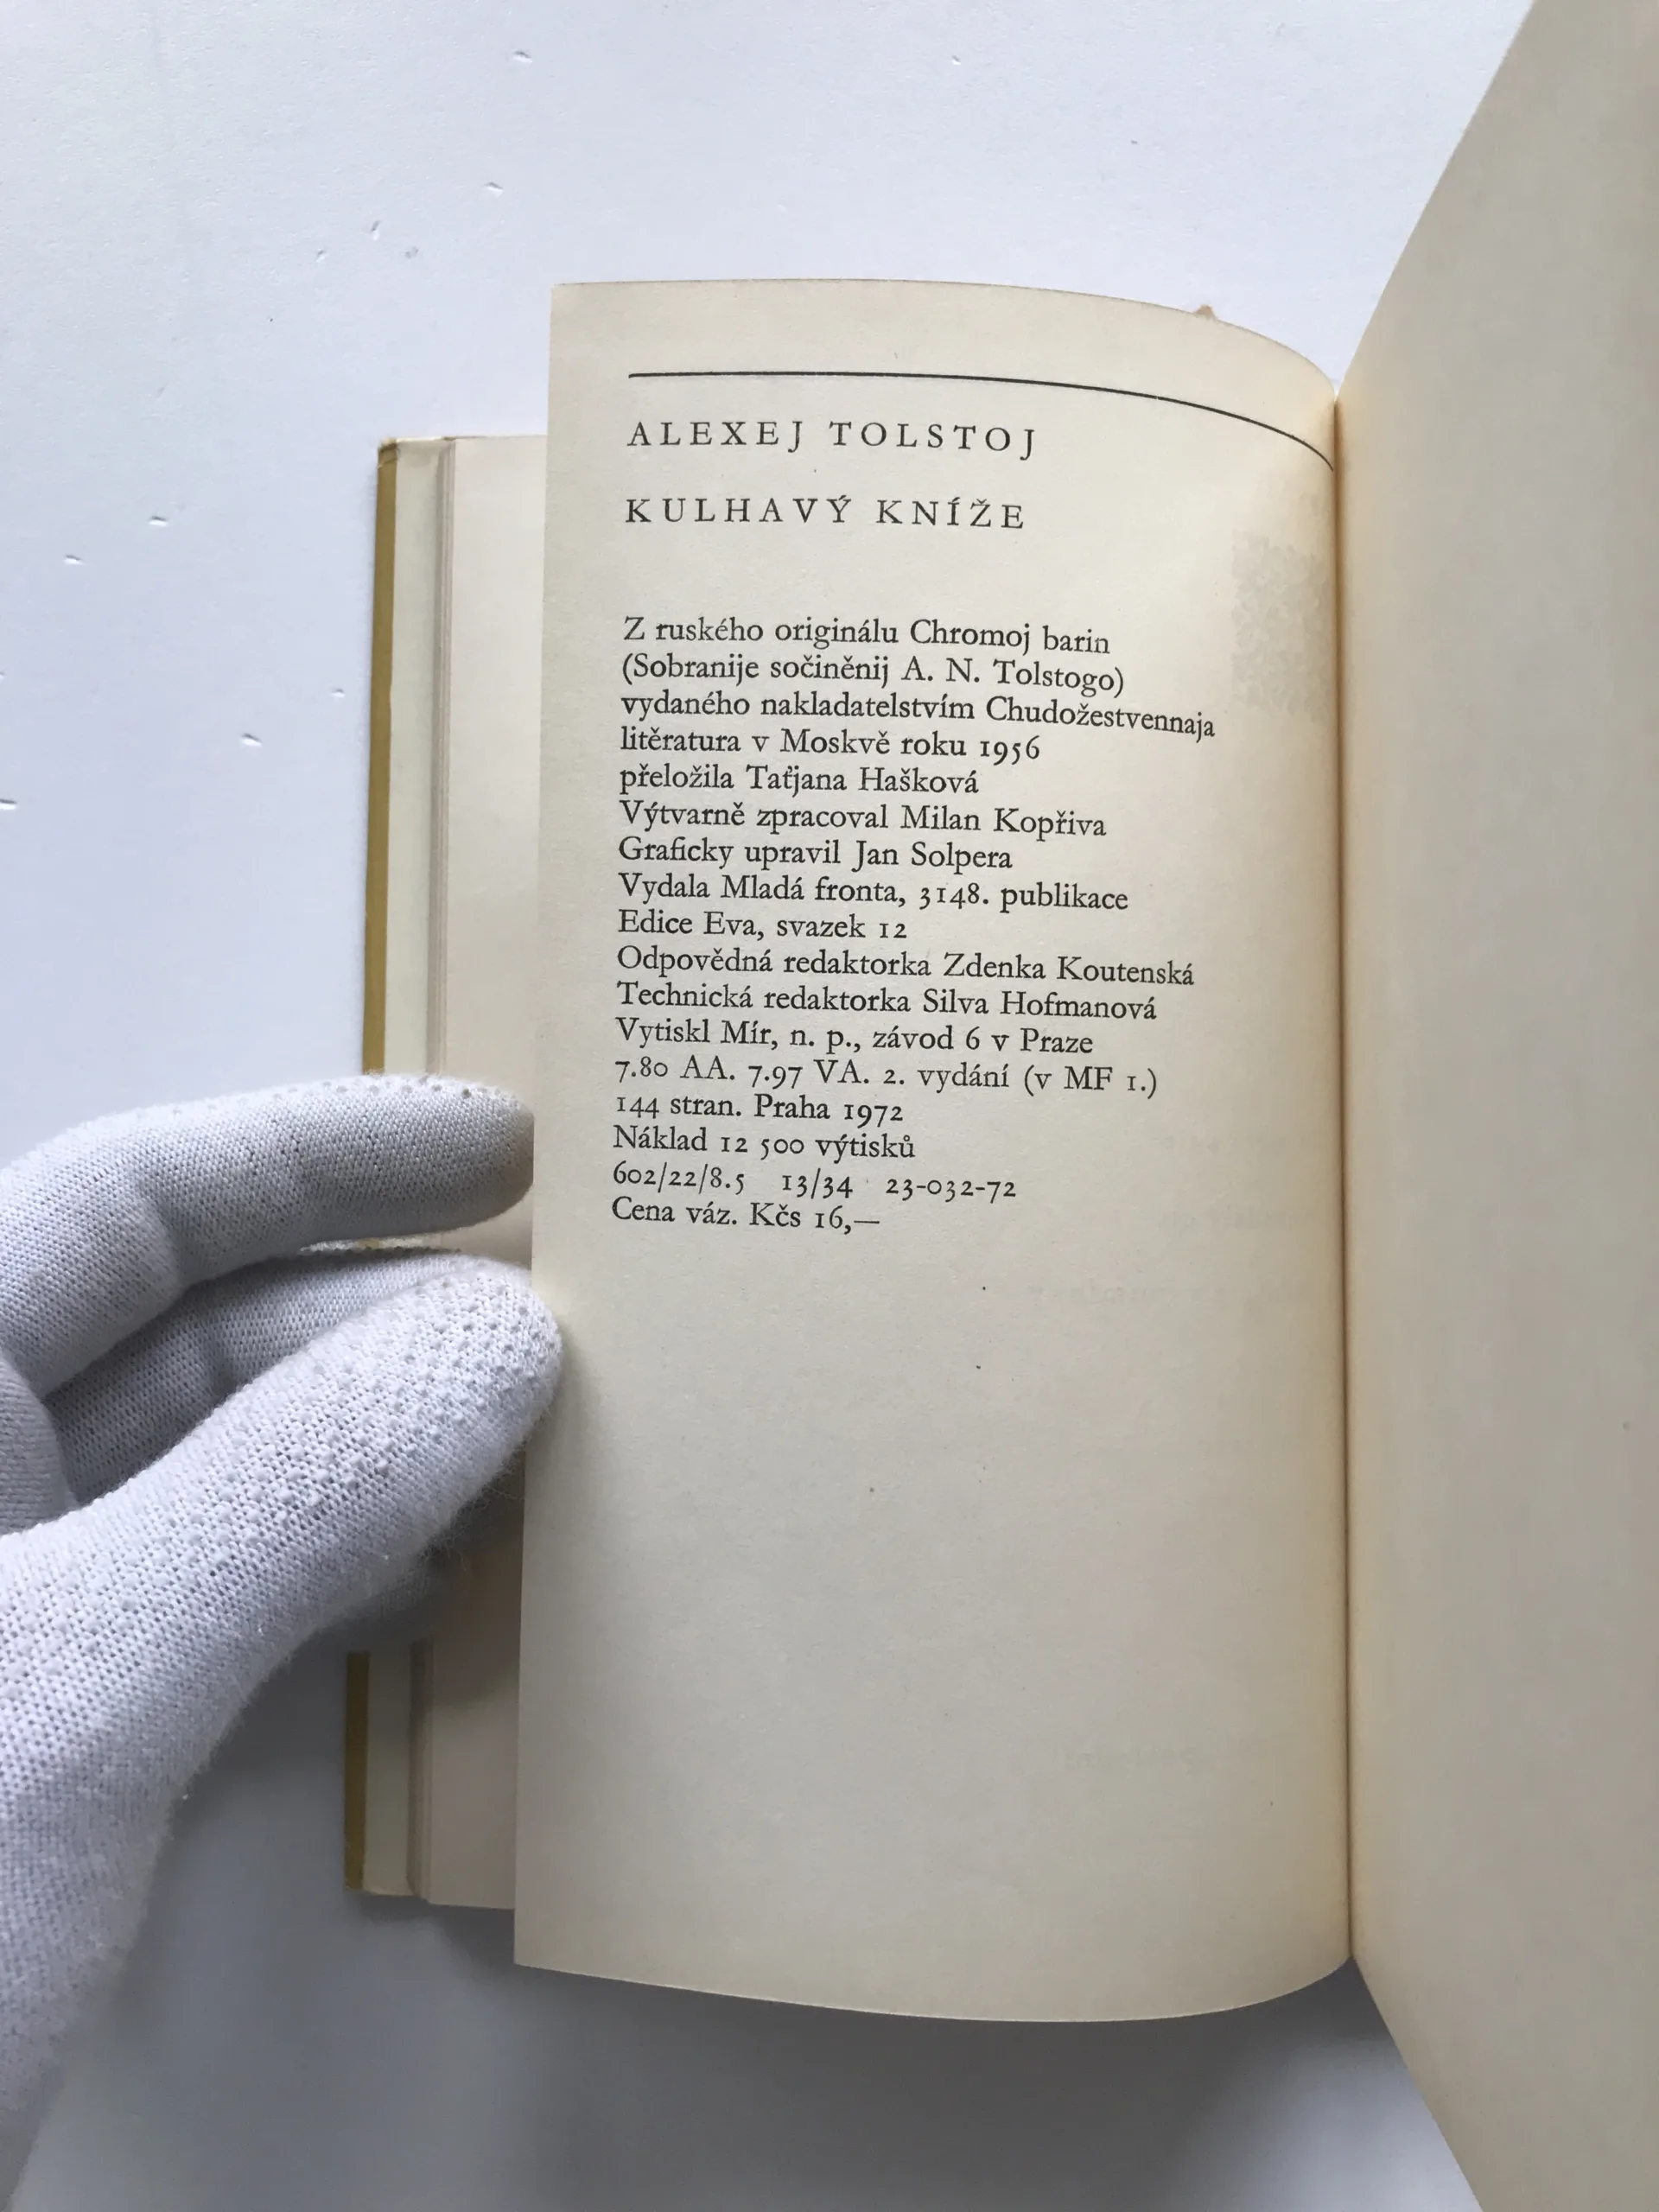 ALEXEJ TOLSTOJ
KULHAVÝ KNÍŽE
Z ruského originálu Chromoj barin
(Sobranije sočiněnij A. N. Tolstogo)
vydaného nakladatelstvím Chudožestvennaja
litěratura v Moskvě roku 1956
přeložila Taťjana Hašková
Výtvarně zpracoval Milan Kopřiva
Graficky upravil Jan Solpera
Vydala Mladá fronta, 3148. publikace
Edice Eva, svazek 12
Odpovědná redaktorka Zdenka Koutenská
Technická redaktorka Silva Hofmanová
Vytiskl Mír, n. p., závod 6 v Praze
7.80 AA. 7.97 VA. 2. vydání (v MF 1.)
144 stran. Praha 1972
Náklad 12 500 výtisků
602/22/8.5 13/34 23-032-72
Cena váz. Kčs 16,—